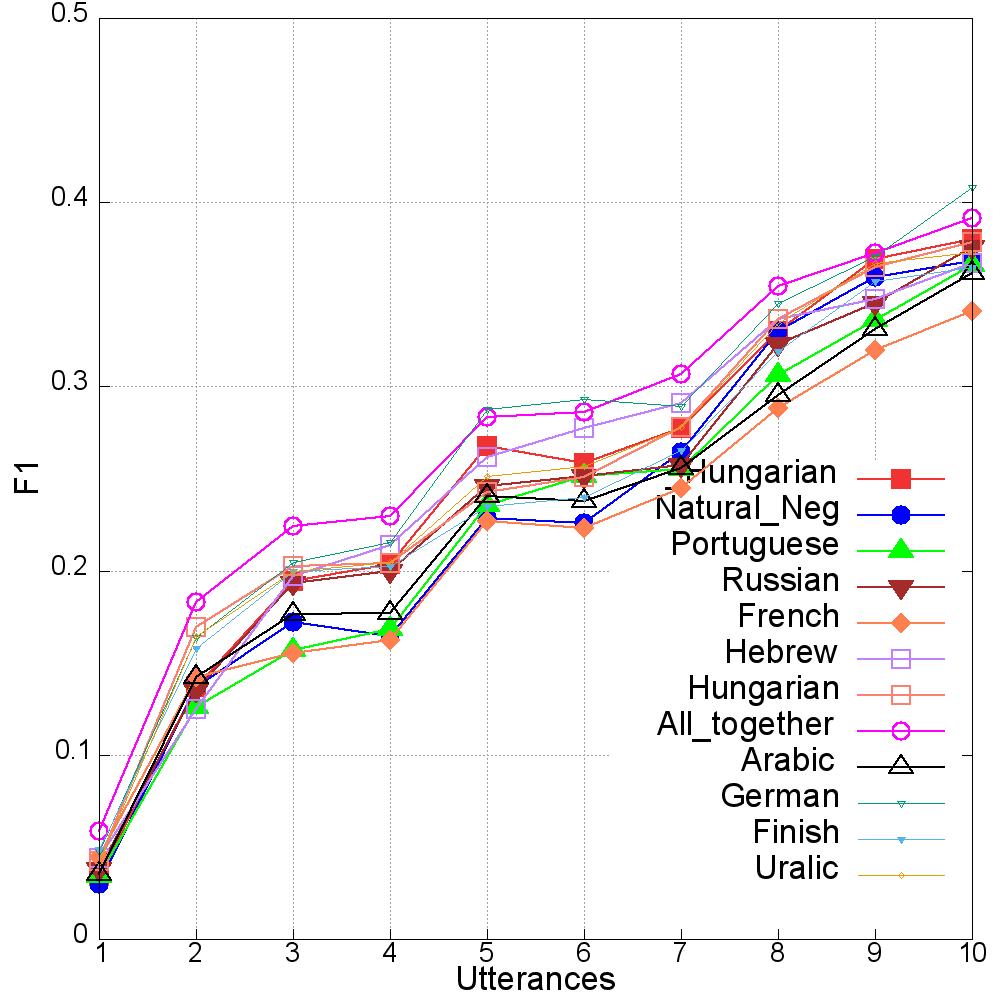 0.5
0.4
0.3
0.2
0.1
0
F1
1 2 3 4 5 6 7 8 9 10
Utterances
_Hungarian
Natural_Neg
Portuguese
Russian
French
Hebrew
Hungarian
All_together
Arabic
German
Finish
Uralic